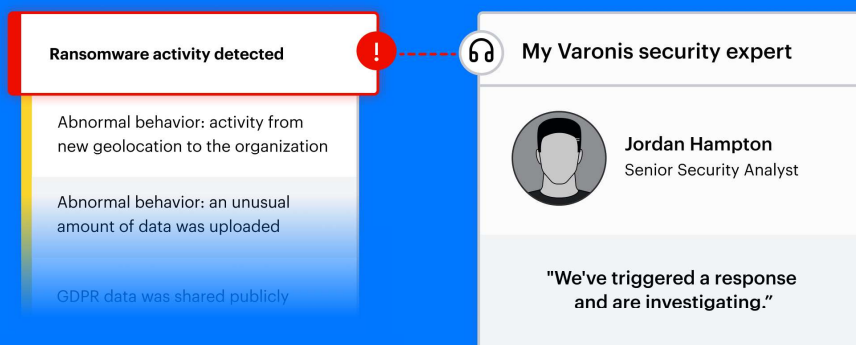 Ransomware activity detected
!
Abnormal behavior: activity from
new geolocation to the organization
Abnormal behavior: an unusual
amount of data was uploaded
GDPR data was shared publicly
My Varonis security expert
Jordan Hampton
Senior Security Analyst
"We've triggered a response
and are investigating.”